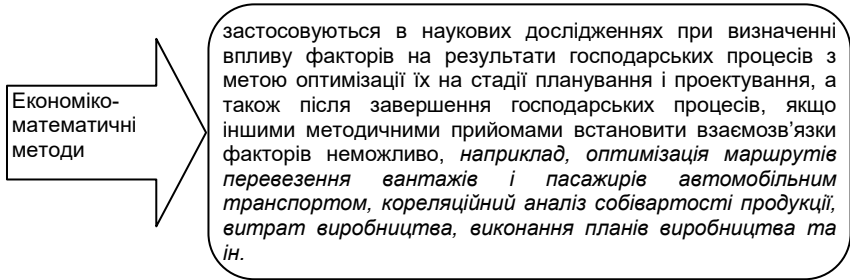 Економіко-
математичні
методи
застосовуються в наукових дослідженнях при визначенні
впливу факторів на результати господарських процесів з
метою оптимізації їх на стадії планування і проектування, а
також після завершення господарських процесів, якщо
іншими методичними прийомами встановити взаємозв’язки
факторів неможливо, наприклад, оптимізація маршрутів
перевезення вантажів і пасажирів автомобільним
транспортом, кореляційний аналіз собівартості продукції,
витрат виробництва, виконання планів виробництва та
ін.